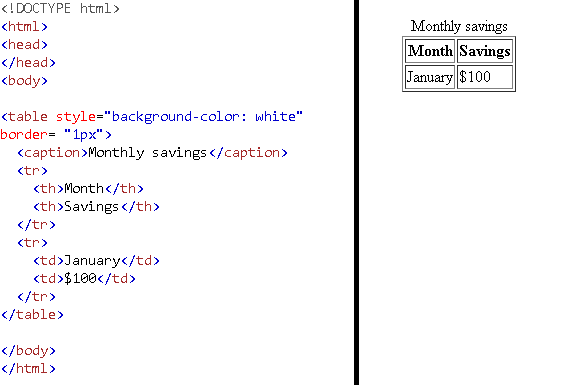 <!DOCTYPE html>
<html>
<head>
</head>
<body>
<table style="background-color: white"
border= "1px">
<caption>Monthly savings</caption>
<tr>
<th>Month</th>
<th>Savings</th>
</tr>
<tr>
<td>January</td>
<td>$100</td>
</tr>
</table>
</body>
</html>
Monthly savings
Month Savings
January $100